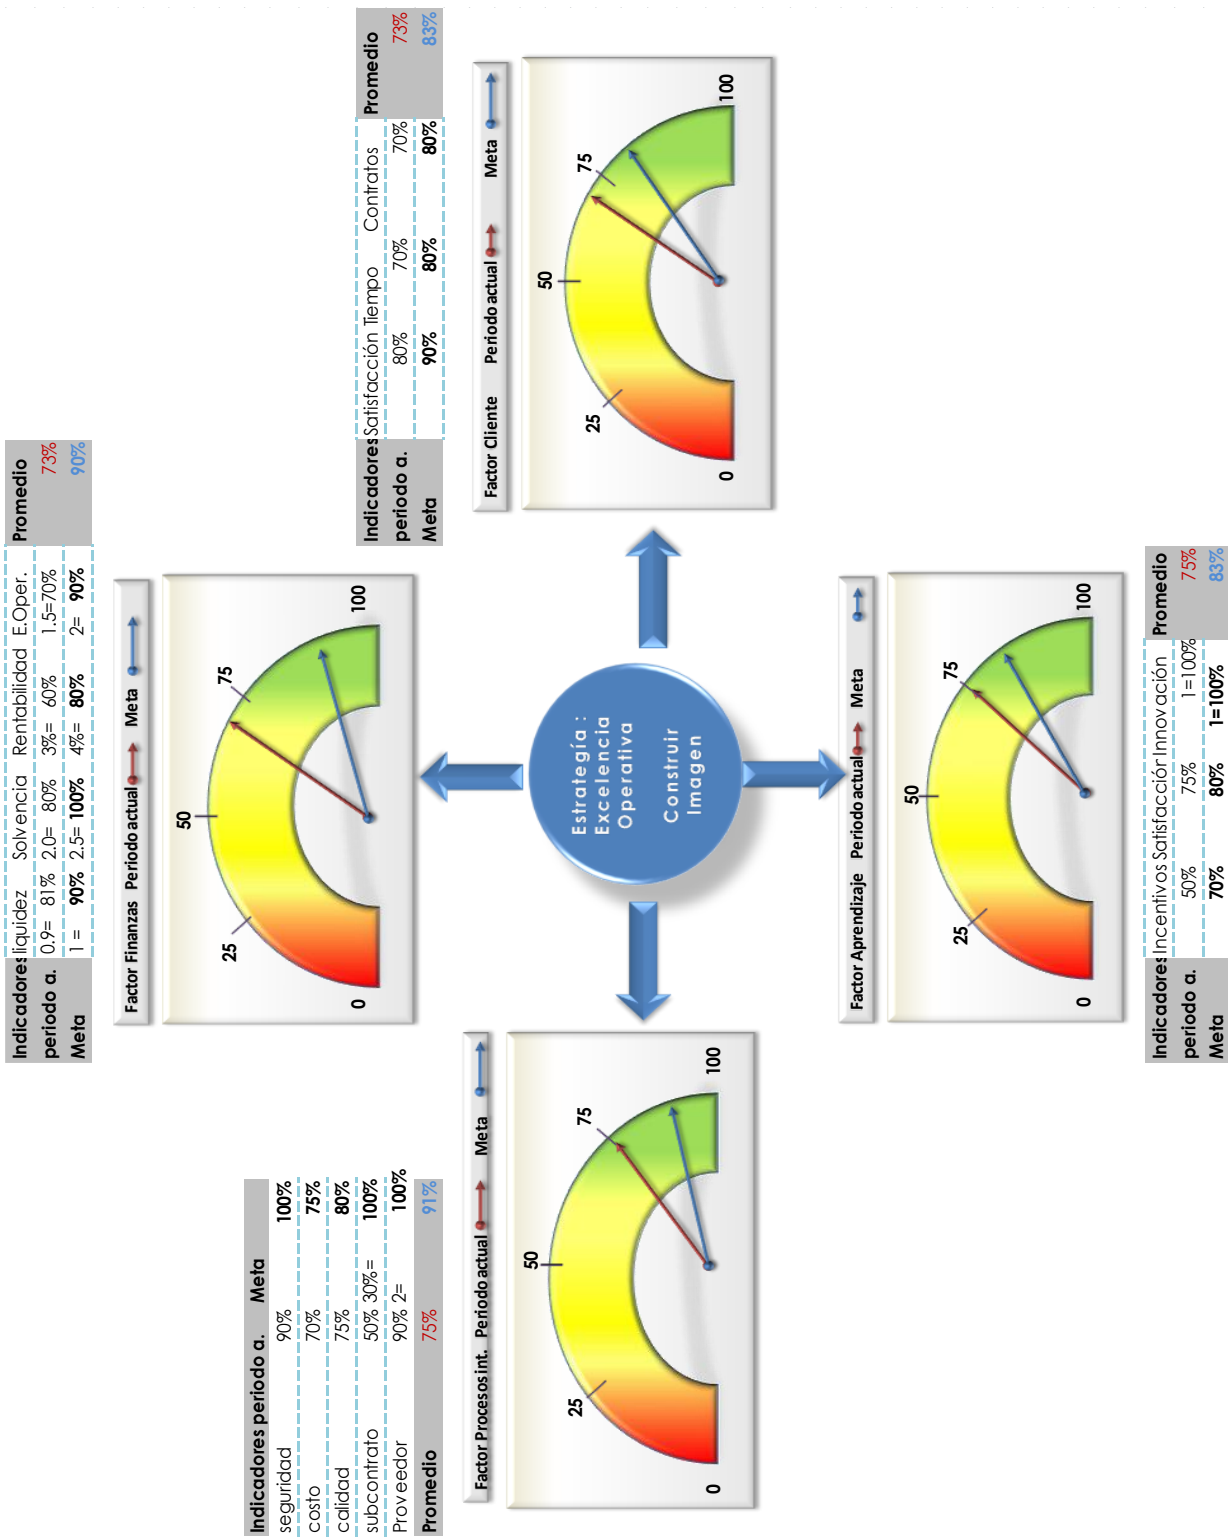 Indicadores liquidez Solvencia Rentabilidad E.Oper. Promedio
periodo a. 0.9= 81% 2.0= 80% 3%= 60% 1.5=70% 73%
Meta 1 = 90% 2.5= 100% 4%= 80% 2= 90% 90%
Factor Finanzas Periodo actual Meta
0
25
50
75
100
Indicadores periodo a. Meta
seguridad 90% 100%
costo 70% 75%
calidad 75% 80%
subcontrato 50% 30%= 100%
Proveedor 90% 2= 100%
Promedio 75% 91%
Factor Procesos int. Periodo actual Meta
0
25
50
75
100
Estrategía :
Excelencia
Operativa
Construir
Imagen
Indicadores Satisfacción Tiempo Contratos Promedio
periodo a. 80% 70% 70% 73%
Meta 90% 80% 80% 83%
Factor Cliente Periodo actual Meta
0
25
50
75
100
Factor Aprendizaje Periodo actual Meta
0
25
50
75
100
Indicadores Incentivos Satisfacción Innovación Promedio
periodo a. 50% 75% 1=100% 75%
Meta 70% 80% 1=100% 83%